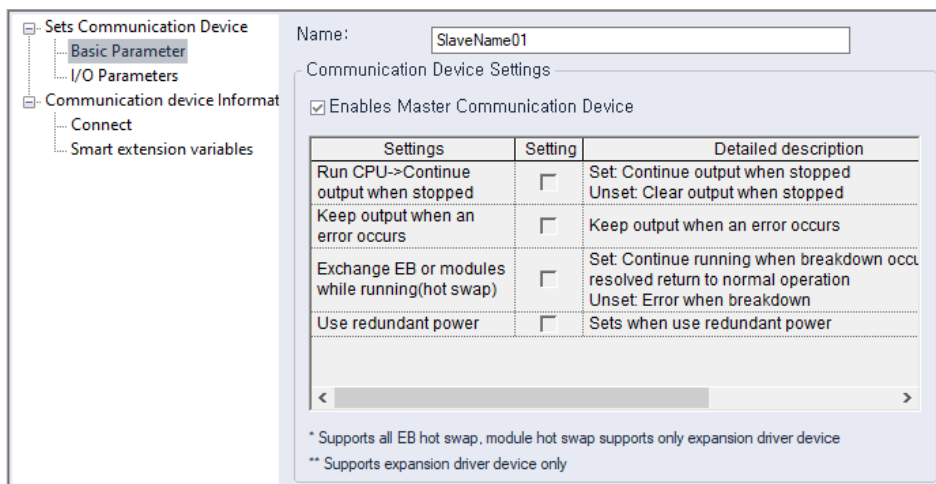 Sets Communication Device
Basic Parameter
I/O Parameters
Communication device Informat
Connect
Smart extension variables
Name:
SlaveName01
Communication Device Settings
Enables Master Communication Device
Settings
Setting
Detailed description
Run CPU->Continue
output when stopped
Set: Continue output when stopped
Unset: Clear output when stopped
Keep output when an
error occurs
Keep output when an error occurs
Exchange EB or modules
while running(hot swap)
Set: Continue running when breakdown occu
resolved return to normal operation
Unset: Error when breakdown
Use redundant power
Sets when use redundant power
* Supports all EB hot swap, module hot swap supports only expansion driver device
** Supports expansion driver device only